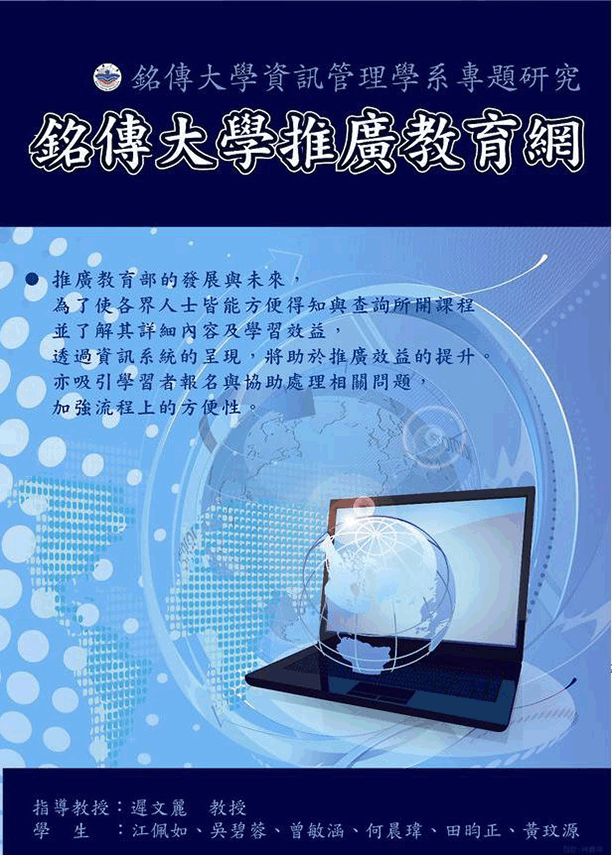 銘傳大學資訊管理學系專題研究
銘傳大學推廣教育網
推廣教育部的發展與未來，
為了使各界人士皆能方便得知與查詢所開課程
並了解其詳細內容及學習效益，
透過資訊系統的呈現，將助於推廣效益的提升。
亦吸引學習者報名與協助處理相關問題，
加強流程上的方便性。
指導教授：遲文麗　教授
學　生　：江佩如、吳碧蓉、曾敏涵、何晨瑋、田昀正、黃玟源